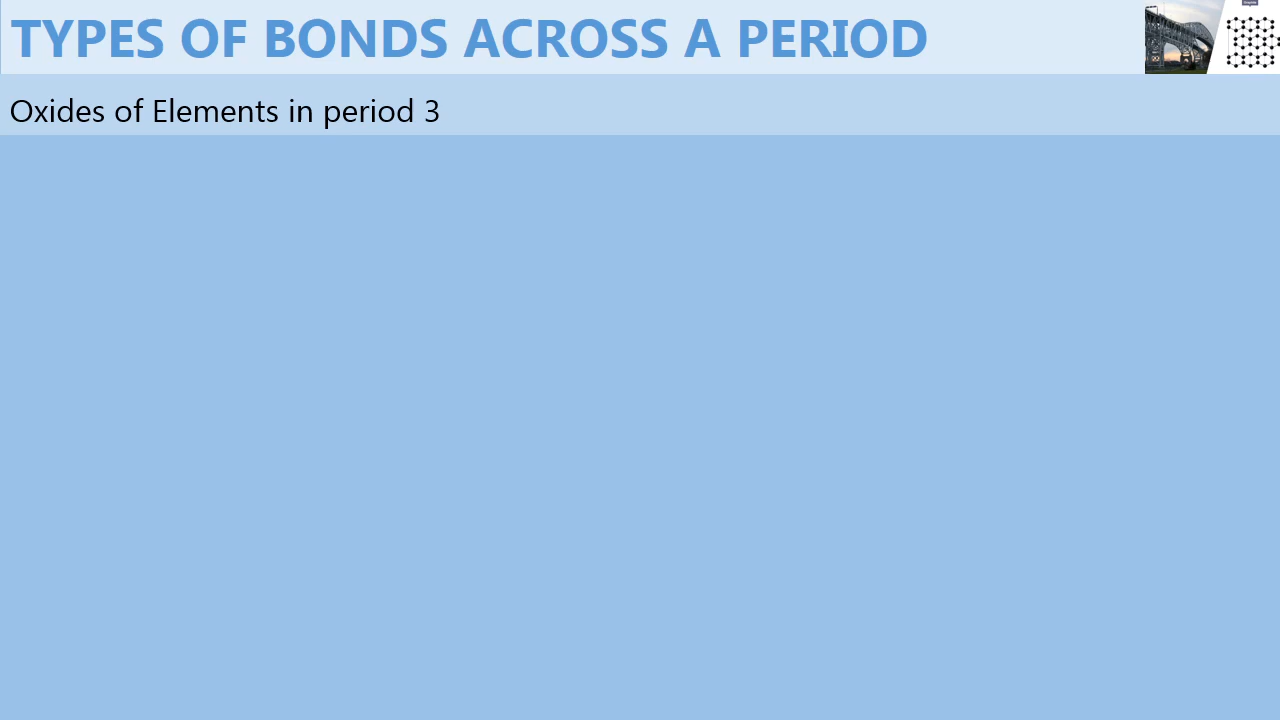 TYPES OF BONDS ACROSS A PERIOD
Oxides of Elements in period 3